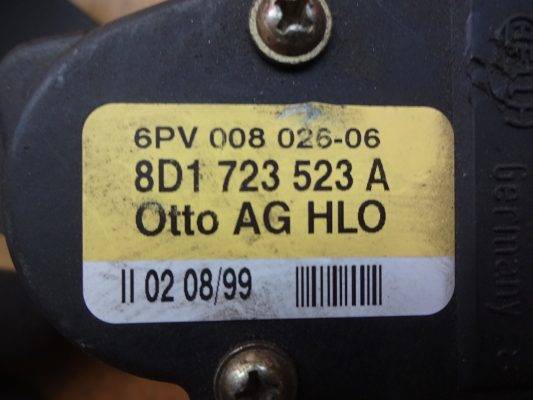 6PV 008 026-06
8D1 723 523 A
Otto AG HLO
II 02 08/99
Germany